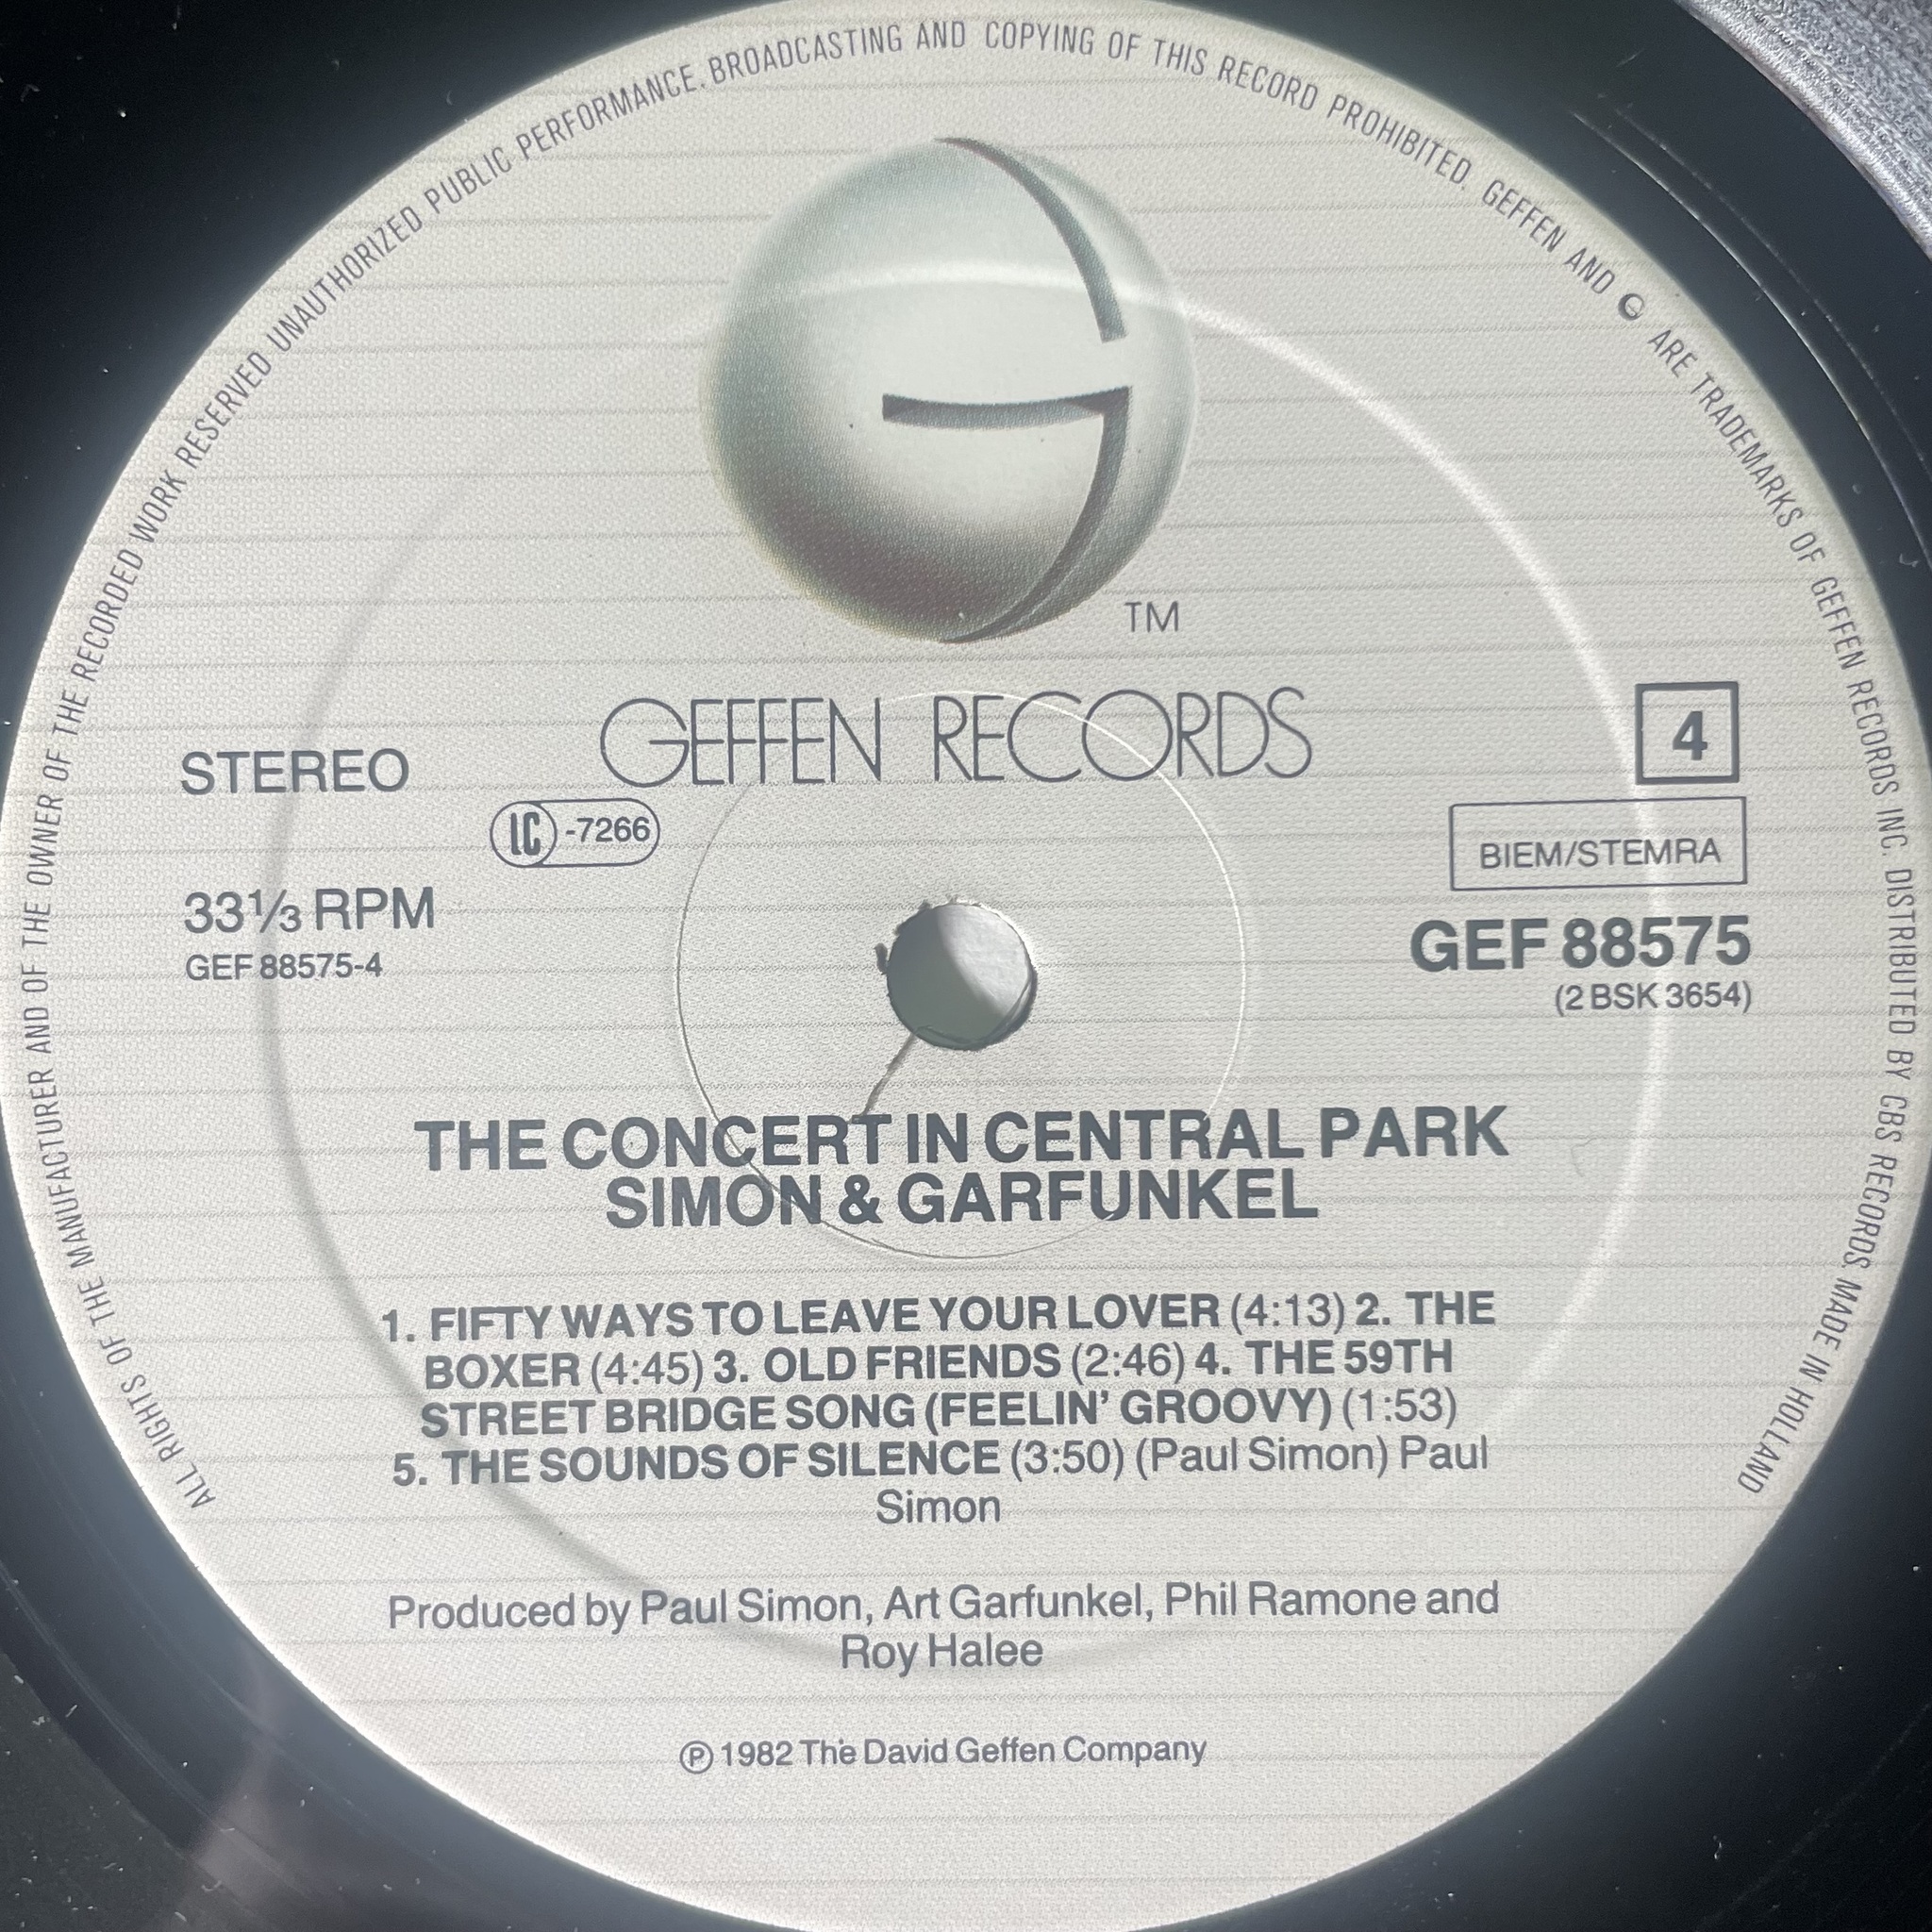 ALL RIGHTS OF THE MANUFACTURER AND OF THE OWNER OF THE RECORDED WORK RESERVED UNAUTHORIZED PUBLIC PERFORMANCE. BROADCASTING AND COPYING OF THIS RECORD PROHIBITED. GEFFEN AND G ARE TRADEMARKS OF GEFFEN RECORDS INC. DISTRIBUTED BY CBS RECORDS. MADE IN HOLLAND
TM
GEFFEN RECORDS
4
STEREO
LC -7266
BIEM/STEMRA
33⅓ RPM
GEF 88575
GEF 88575-4
(2 BSK 3654)
THE CONCERT IN CENTRAL PARK
SIMON & GARFUNKEL
1. FIFTY WAYS TO LEAVE YOUR LOVER (4:13) 2. THE
BOXER (4:45) 3. OLD FRIENDS (2:46) 4. THE 59TH
STREET BRIDGE SONG (FEELIN' GROOVY) (1:53)
5. THE SOUNDS OF SILENCE (3:50) (Paul Simon) Paul
Simon
Produced by Paul Simon, Art Garfunkel, Phil Ramone and
Roy Halee
℗ 1982 The David Geffen Company